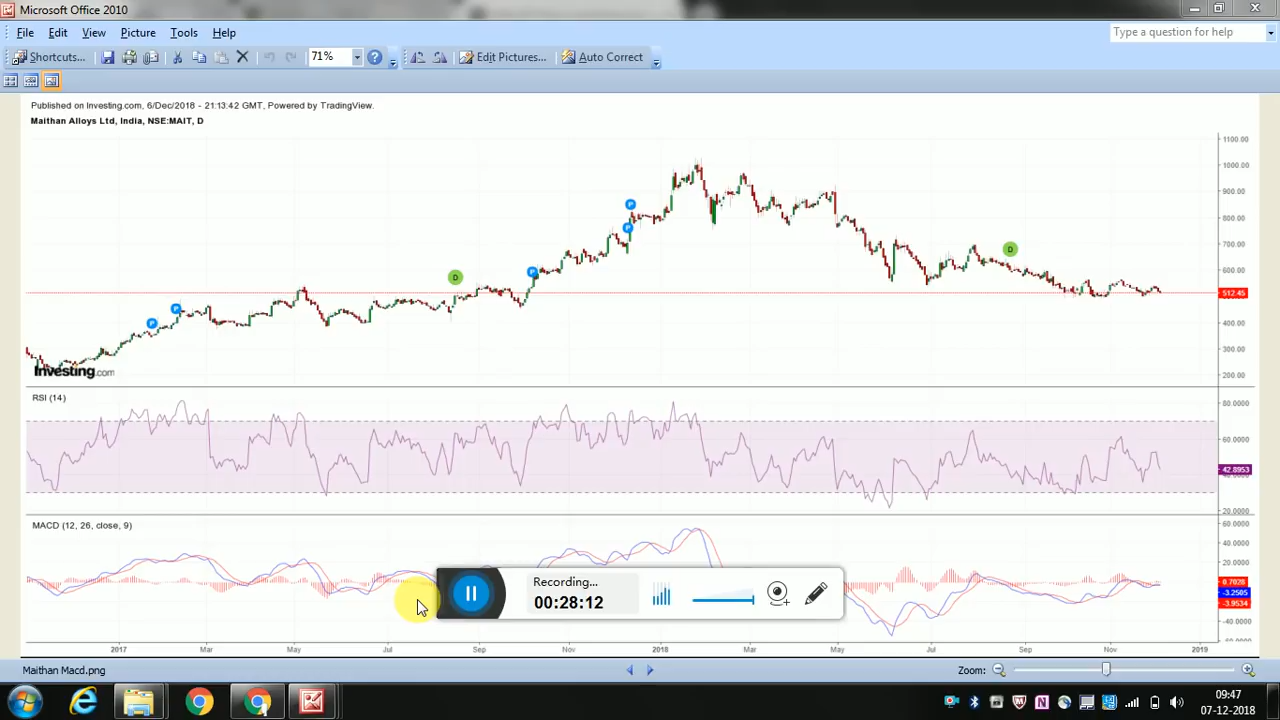 Microsoft Office 2010
File Edit View Picture Tools Help
Type a question for help
Shortcuts...
71%
Edit Pictures...
Auto Correct
Published on Investing.com, 6/Dec/2018 - 21:13:42 GMT, Powered by TradingView.
Maithan Alloys Ltd, India, NSE:MAIT, D
1100.00
1000.00
900.00
800.00
700.00
600.00
512.45
400.00
300.00
200.00
P
P
P
P
P
D
D
Investing.com
RSI (14)
80.0000
60.0000
42.8953
20.0000
MACD (12, 26, close, 9)
60.0000
40.0000
20.0000
0.7028
-3.2505
-3.9534
-40.0000
Recording...
00:28:12
2017 Mar May Jul Sep Nov 2018 Mar May Jul Sep Nov 2019
Maithan Macd.png
Zoom:
09:47
07-12-2018